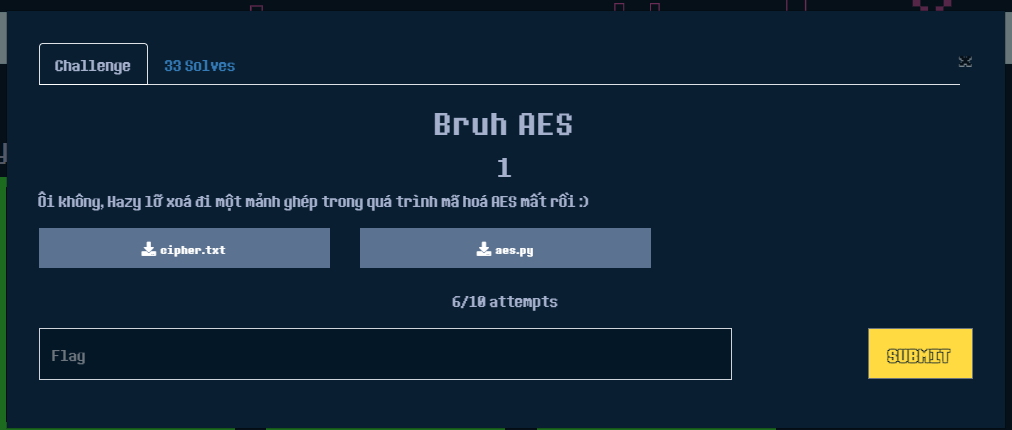 Challenge
33 Solves
Bruh AES
1
Ôi không, Hazy lỡ xoá đi một mảnh ghép trong quá trình mã hoá AES mất rồi :)
cipher.txt
aes.py
6/10 attempts
Flag
SUBMIT